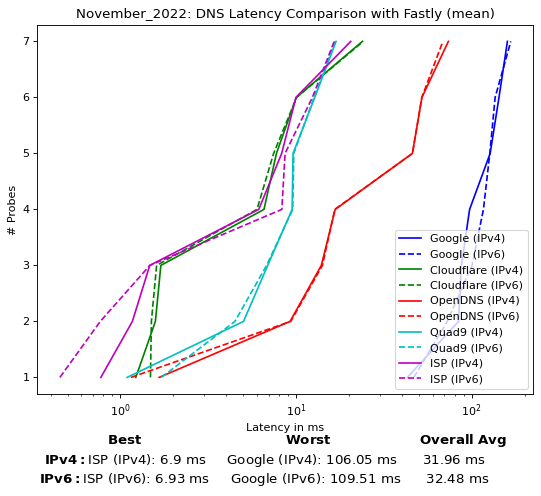 November_2022: DNS Latency Comparison with Fastly (mean)
7
6
5
4
3
2
1
# Probes
10⁰
10¹
10²
Latency in ms
Google (IPv4)
Google (IPv6)
Cloudflare (IPv4)
Cloudflare (IPv6)
OpenDNS (IPv4)
OpenDNS (IPv6)
Quad9 (IPv4)
Quad9 (IPv6)
ISP (IPv4)
ISP (IPv6)
Best Worst Overall Avg
IPv4: ISP (IPv4): 6.9 ms Google (IPv4): 106.05 ms 31.96 ms
IPv6: ISP (IPv6): 6.93 ms Google (IPv6): 109.51 ms 32.48 ms